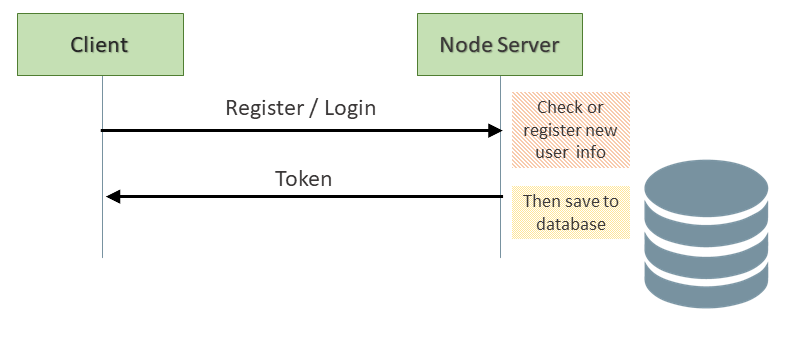 Client
Node Server
Register / Login
Check or
register new
user info
Token
Then save to
database